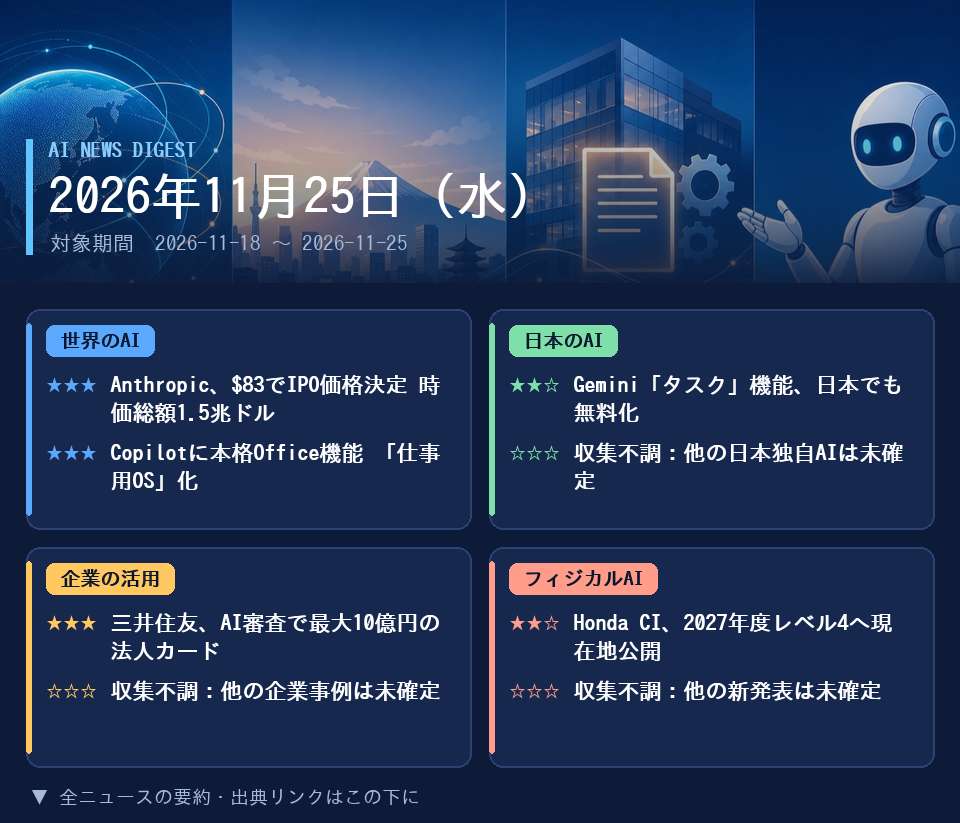 AI NEWS DIGEST
2026年11月25日（水）
対象期間 2026-11-18 ～ 2026-11-25
世界のAI
★★★ Anthropic、$83でIPO価格決定 時
価総額1.5兆ドル
★★★ Copilotに本格Office機能 「仕事
用OS」化
日本のAI
★★☆ Gemini「タスク」機能、日本でも
無料化
☆☆☆ 収集不調：他の日本独自AIは未確
定
企業の活用
★★★ 三井住友、AI審査で最大10億円の
法人カード
☆☆☆ 収集不調：他の企業事例は未確定
フィジカルAI
★★☆ Honda CI、2027年度レベル4へ現
在地公開
☆☆☆ 収集不調：他の新発表は未確定
▼ 全ニュースの要約・出典リンクはこの下に